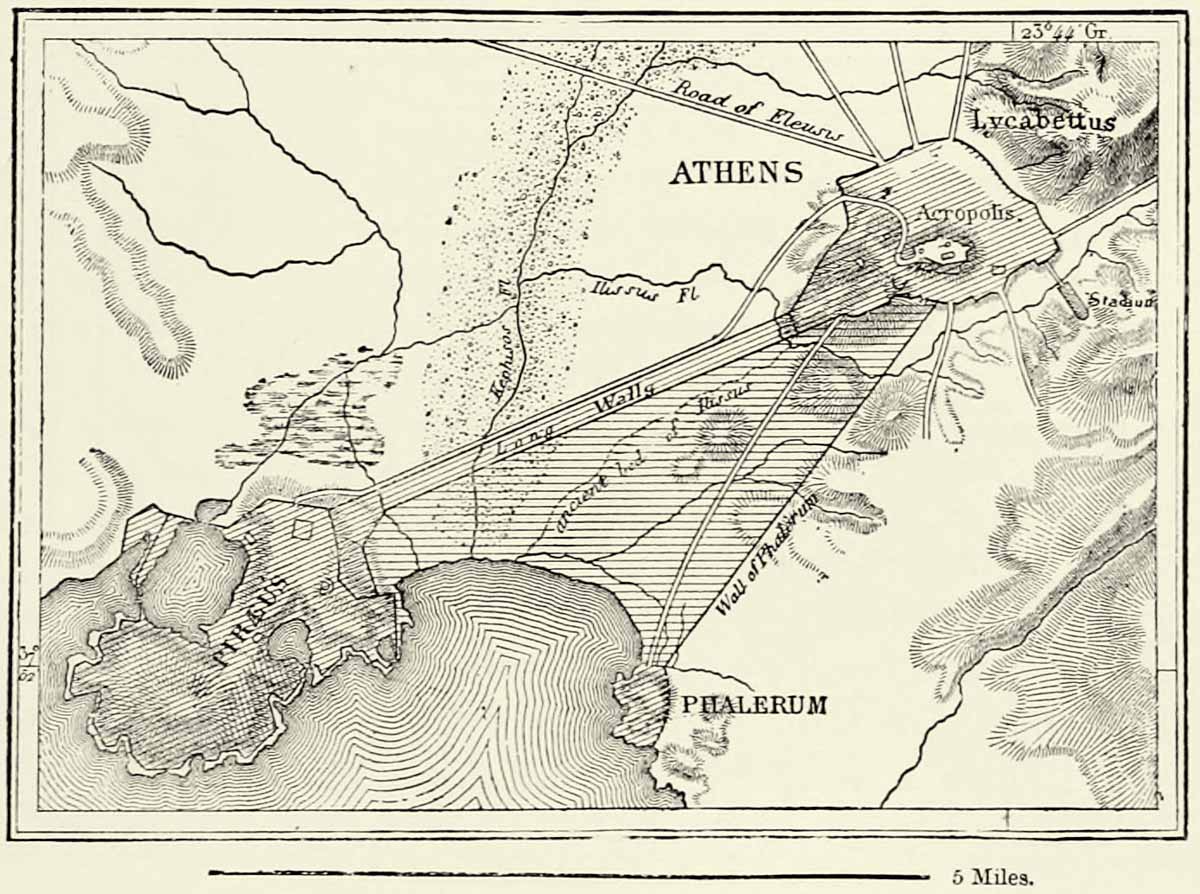 23° 44' Gr.
Road of Eleusis
Lycabettus
ATHENS
Acropolis.
Ilissus Fl
Kephisos Fl
Stadium
Long Walls
ancient bed of Ilissus
Wall of Phalerum
PIRÆUS
PHALERUM
5 Miles.